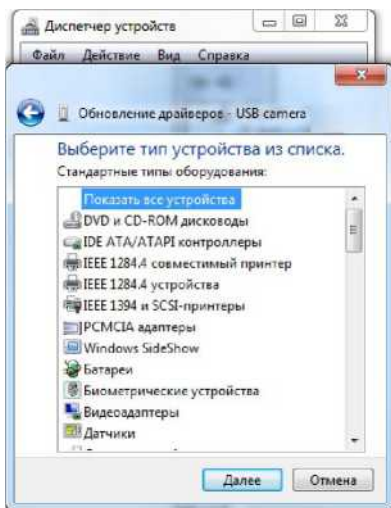 Диспетчер устройств
Файл Действие Вид Справка
Обновление драйверов - USB camera
Выберите тип устройства из списка.
Стандартные типы оборудования:
Показать все устройства
DVD и CD-ROM дисководы
IDE ATA/ATAPI контроллеры
IEEE 1284.4 совместимый принтер
IEEE 1284.4 устройства
IEEE 1394 и SCSI-принтеры
PCMCIA адаптеры
Windows SideShow
Батареи
Биометрические устройства
Видеоадаптеры
Датчики
Далее Отмена